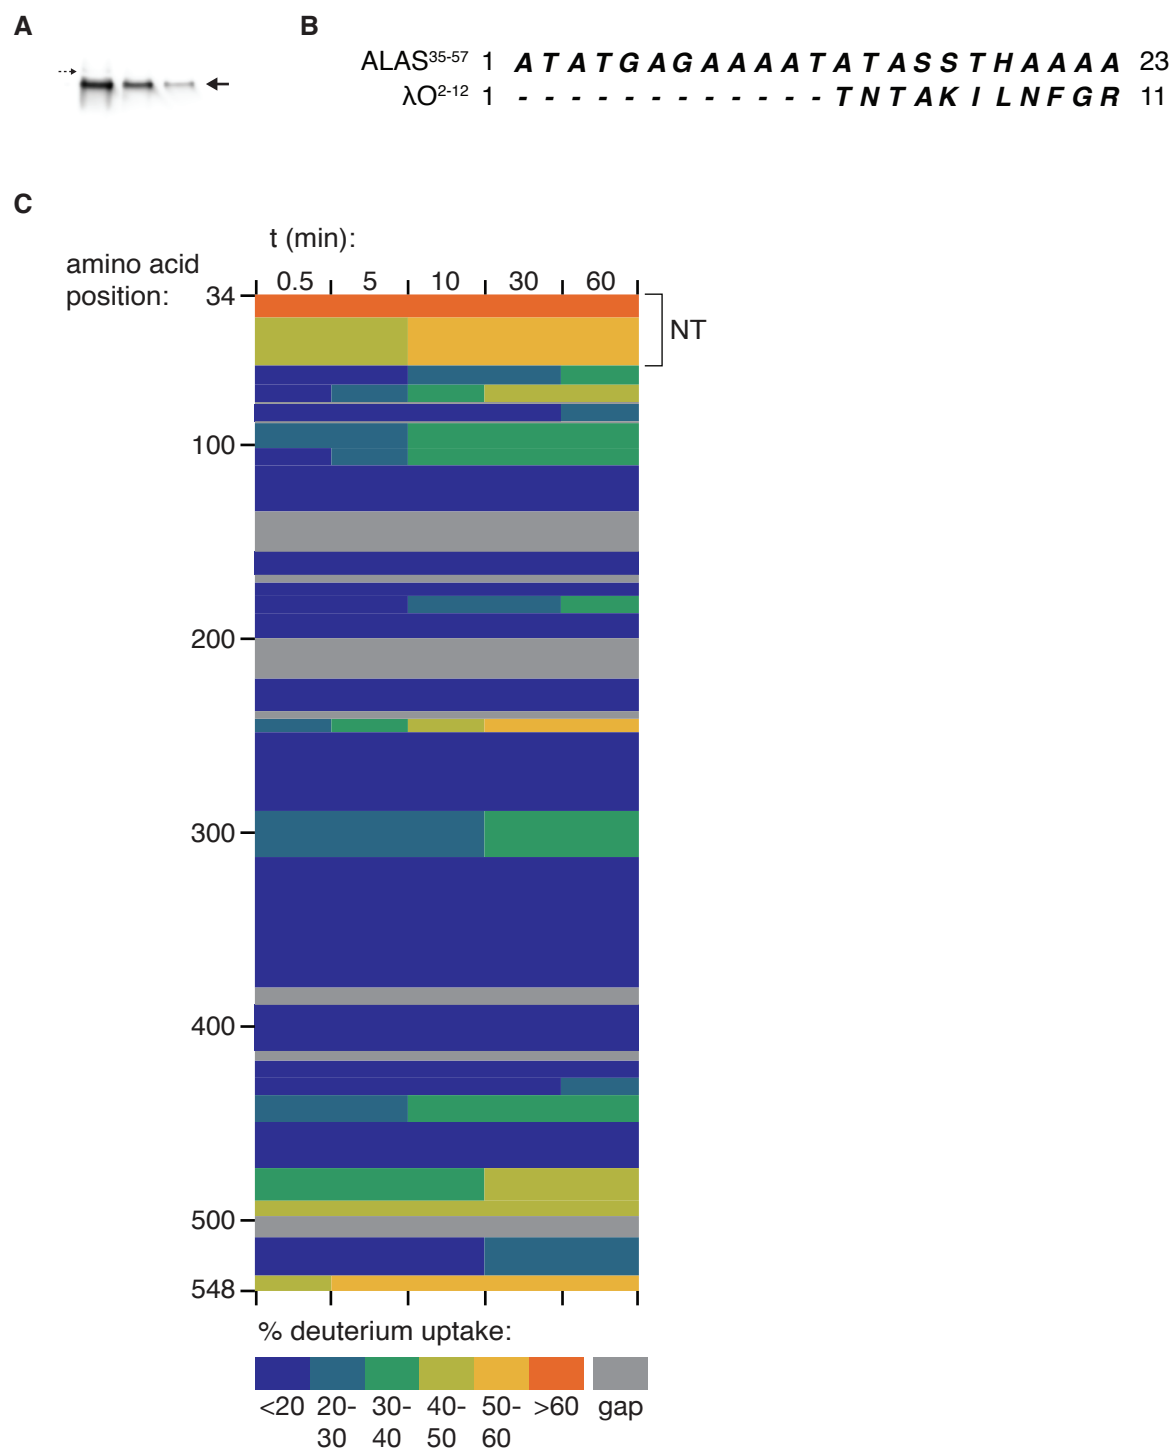 A
B
ALAS35-57 1 ATATGAGAAAATATASSTHAAAA 23
λO2-12 1 ------------TNTAKILNFGR 11
C
t (min):
amino acid
position:
0.5 5 10 30 60
34
NT
100
200
300
400
500
548
% deuterium uptake:
<20 20-30 30-40 40-50 50-60 >60 gap